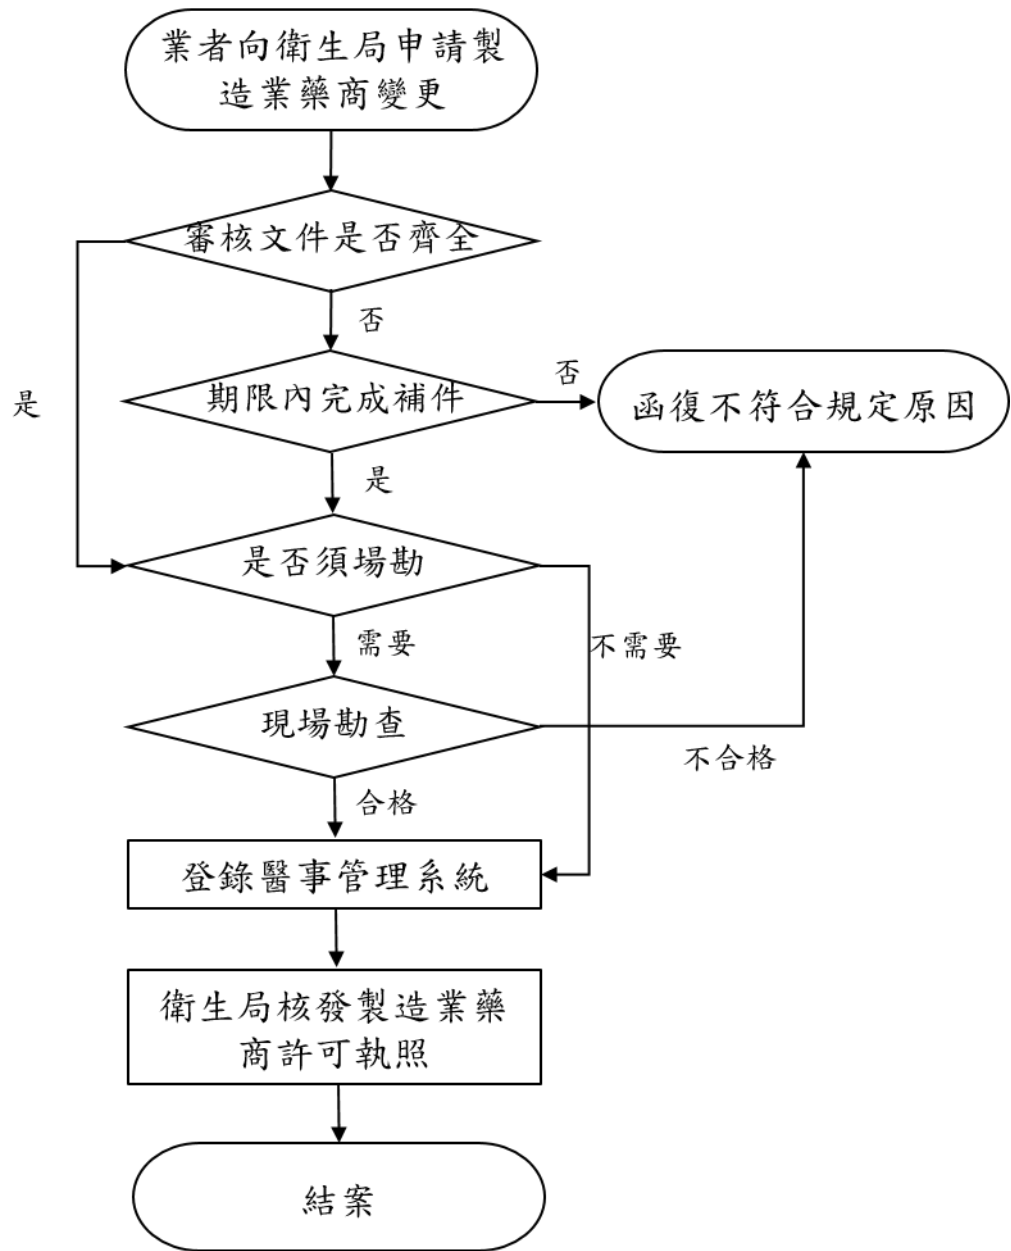 業者向衛生局申請製
造業藥商變更
審核文件是否齊全
否
是
期限內完成補件
否
函復不符合規定原因
是
是否須場勘
需要
不需要
現場勘查
不合格
合格
登錄醫事管理系統
衛生局核發製造業藥
商許可執照
結案